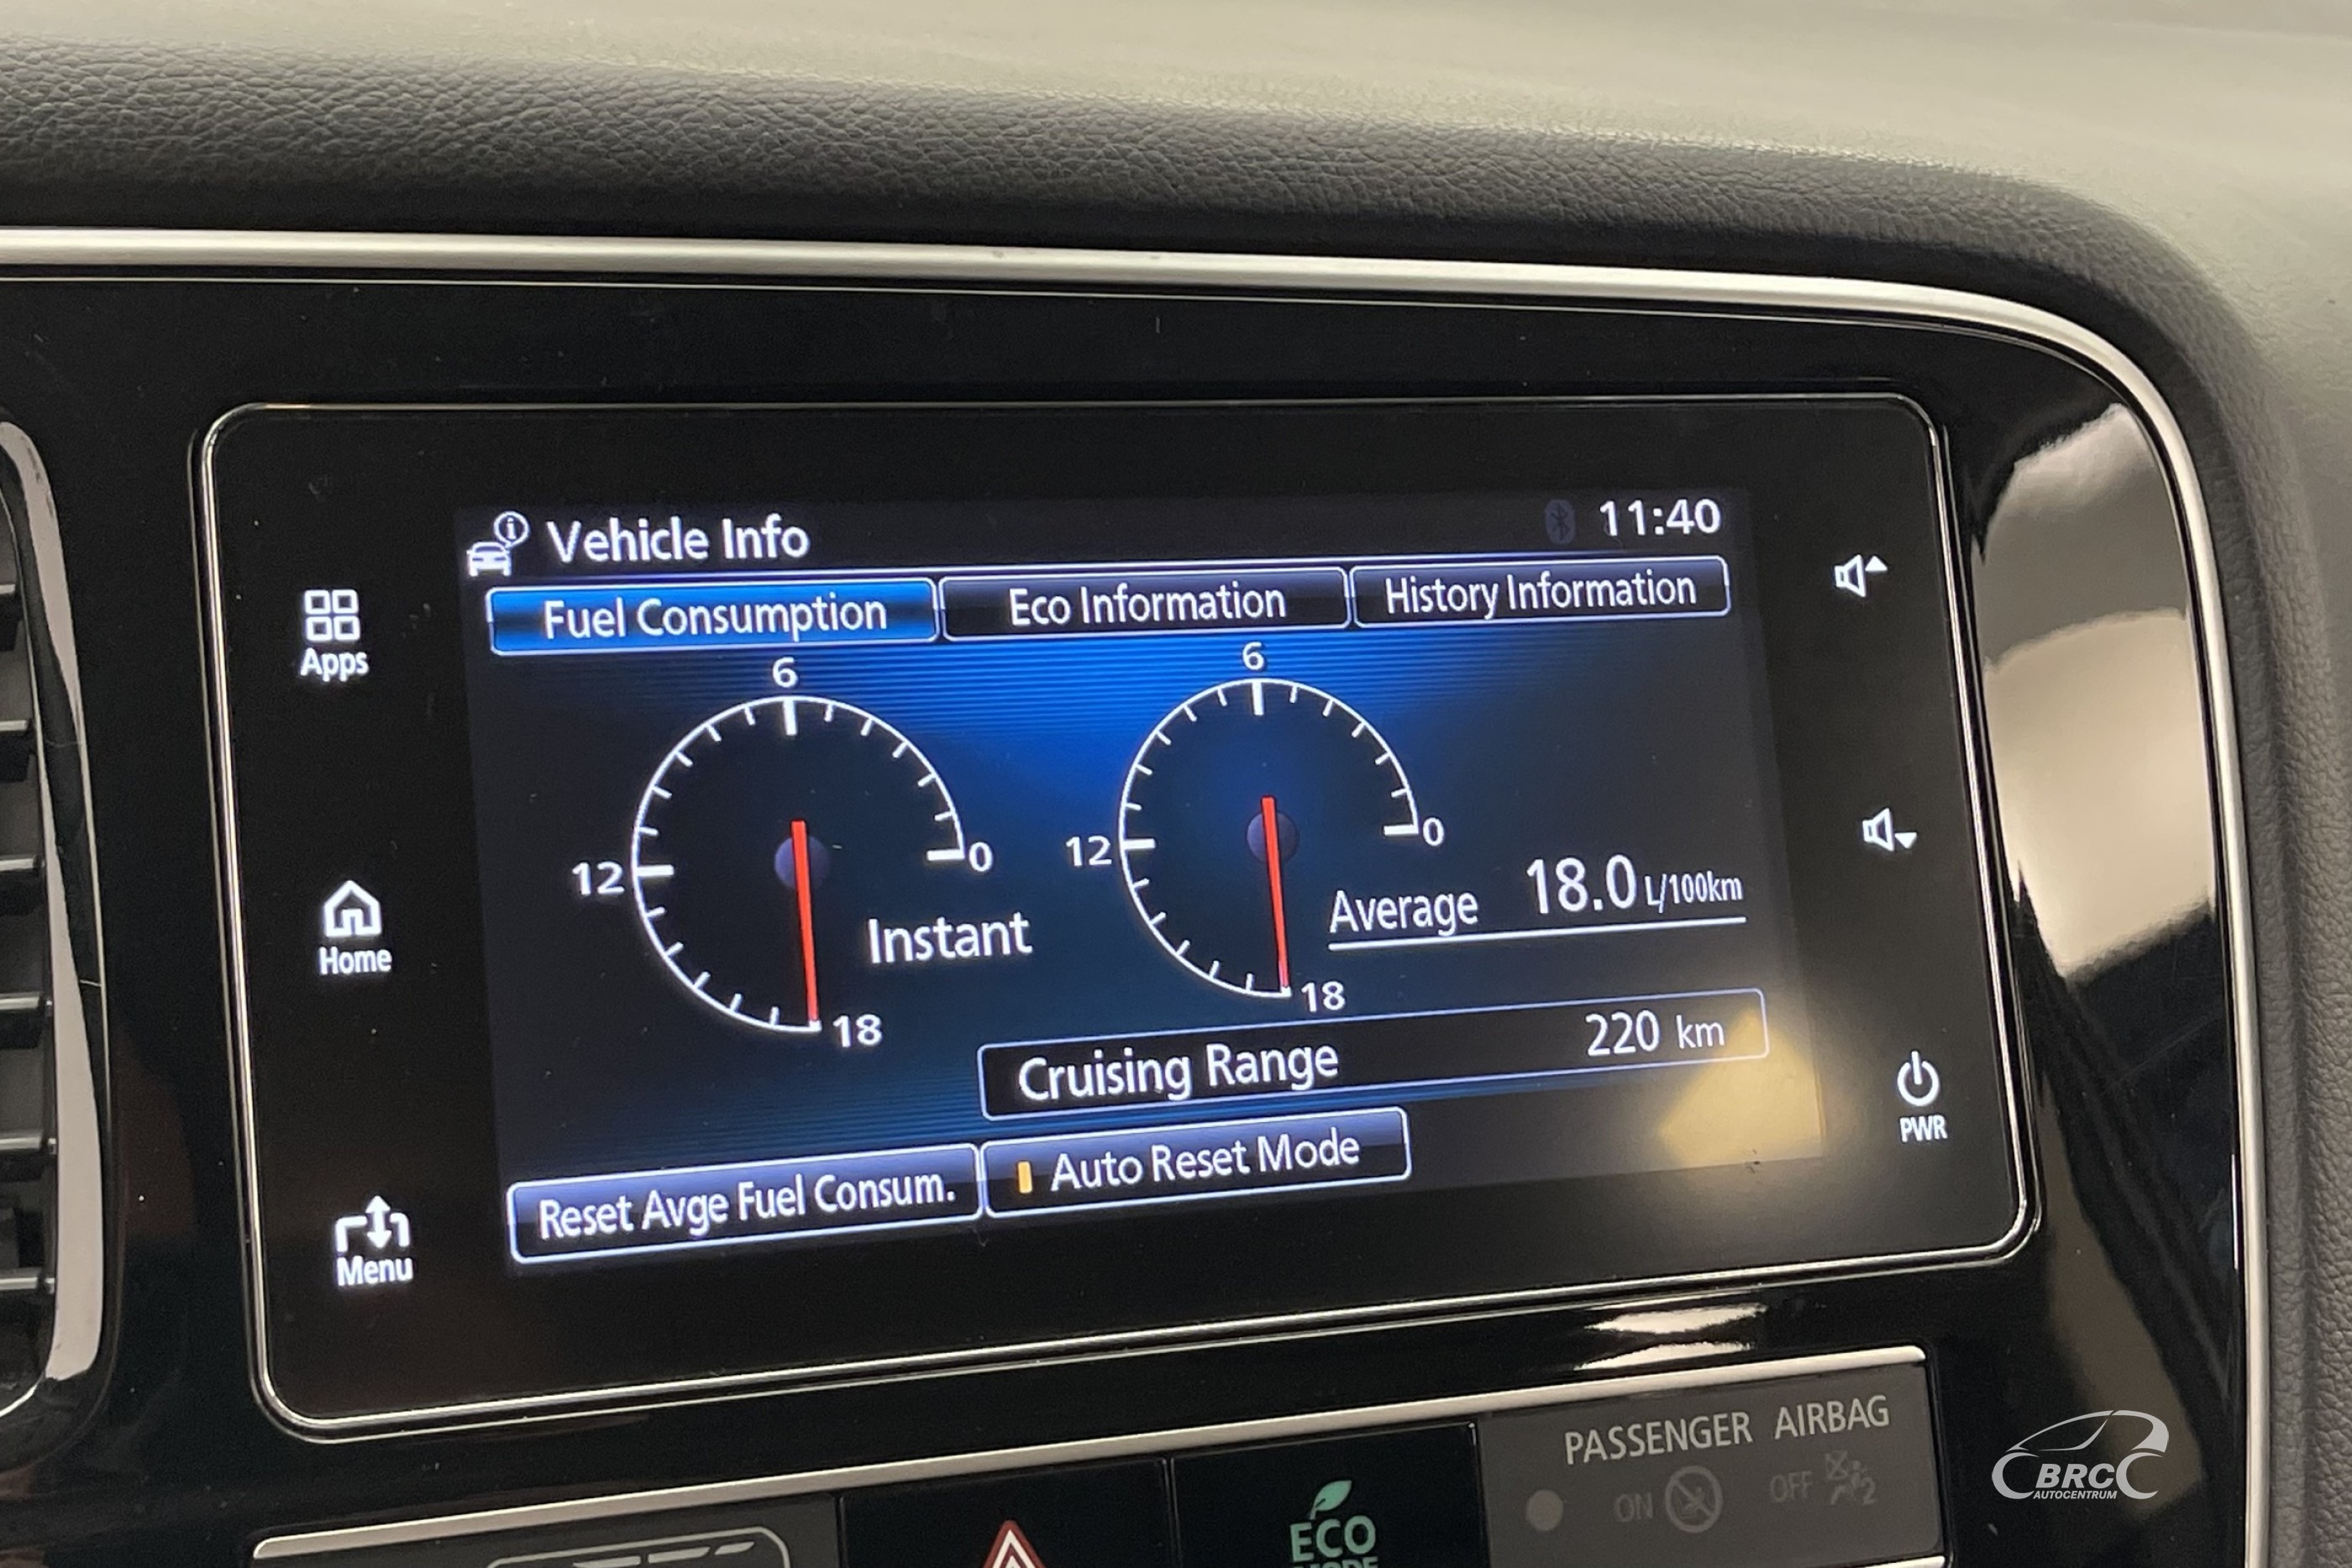 Vehicle Info
11:40
Fuel Consumption
Eco Information
History Information
Apps
6
12
0
18
Instant
6
12
0
18
Average 18.0 L/100km
Home
Cruising Range 220 km
Reset Avge Fuel Consum.
Auto Reset Mode
PWR
Menu
PASSENGER AIRBAG
ON
OFF
2
ECO
MODE
BRC
AUTOCENTRUM